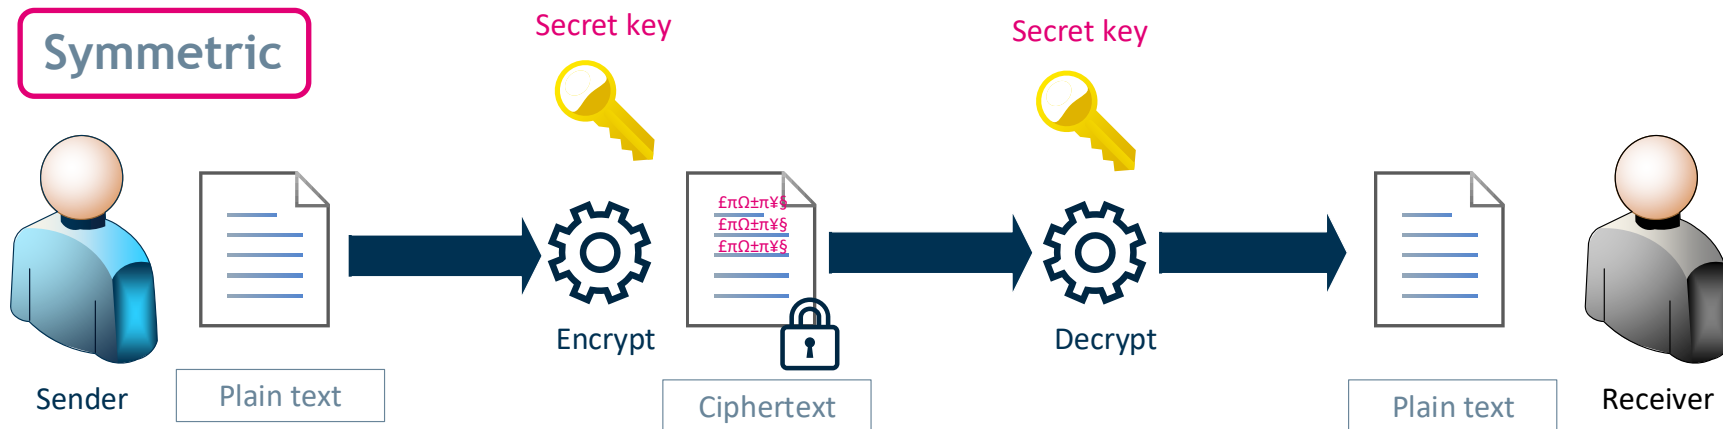 Symmetric
Secret key
Secret key
£πΩ±π¥§
£πΩ±π¥§
£πΩ±π¥§
Encrypt
Decrypt
Sender
Plain text
Ciphertext
Plain text
Receiver